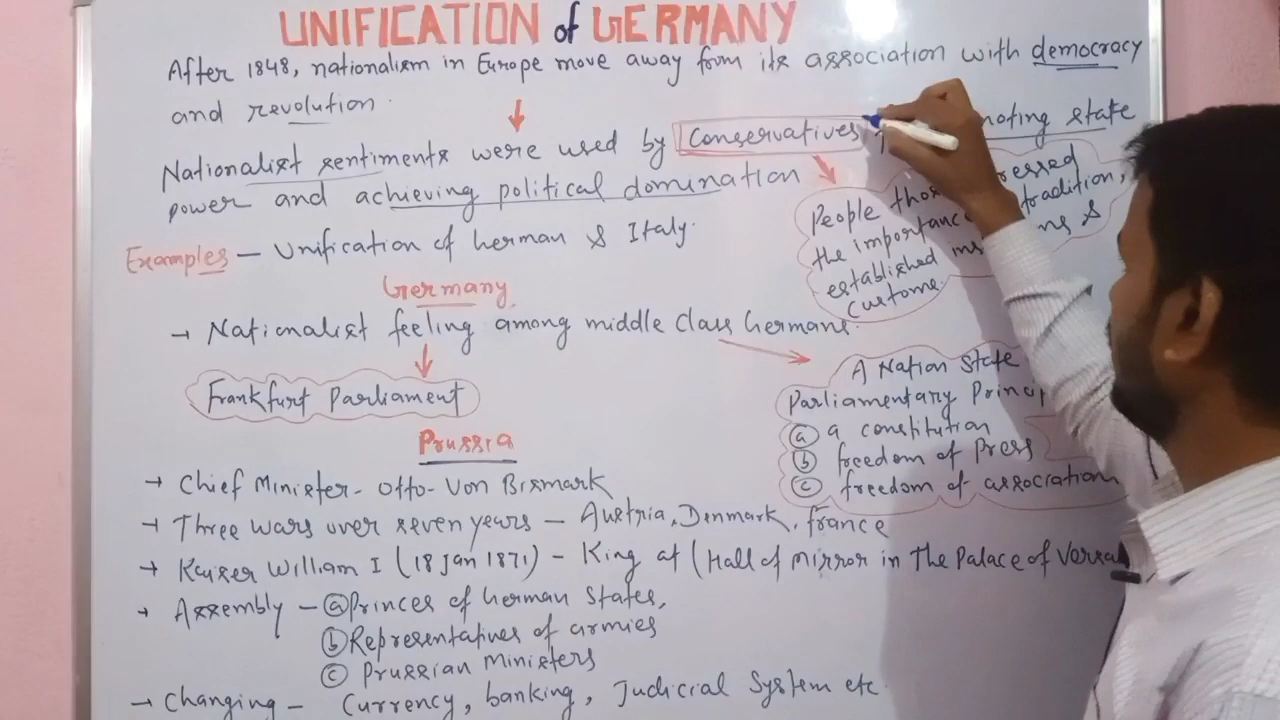 UNIFICATION of GERMANY
After 1848, nationalism in Europe move away from its association with democracy
and revolution.
Nationalist sentiments were used by conservatives state
power and achieving political domination
People
the importance tradition,
established &
customs.
Examples — Unification of German & Italy.
Germany
→ Nationalist feeling among middle class Germans.
Frankfurt Parliament
A Nation State
Parliamentary
ⓐ a constitution
ⓑ freedom of Press
ⓒ freedom of association
Prussia
→ Chief Minister - Otto-Von Bismark
→ Three wars over seven years — Austria, Denmark, france
→ Kaiser William I (18 Jan 1871) — King at (Hall of Mirror in The Palace of
→ Assembly — ⓐ Princes of German States,
ⓑ Representatives of armies
ⓒ Prussian Ministers
→ Changing — Currency, banking, Judicial System etc.